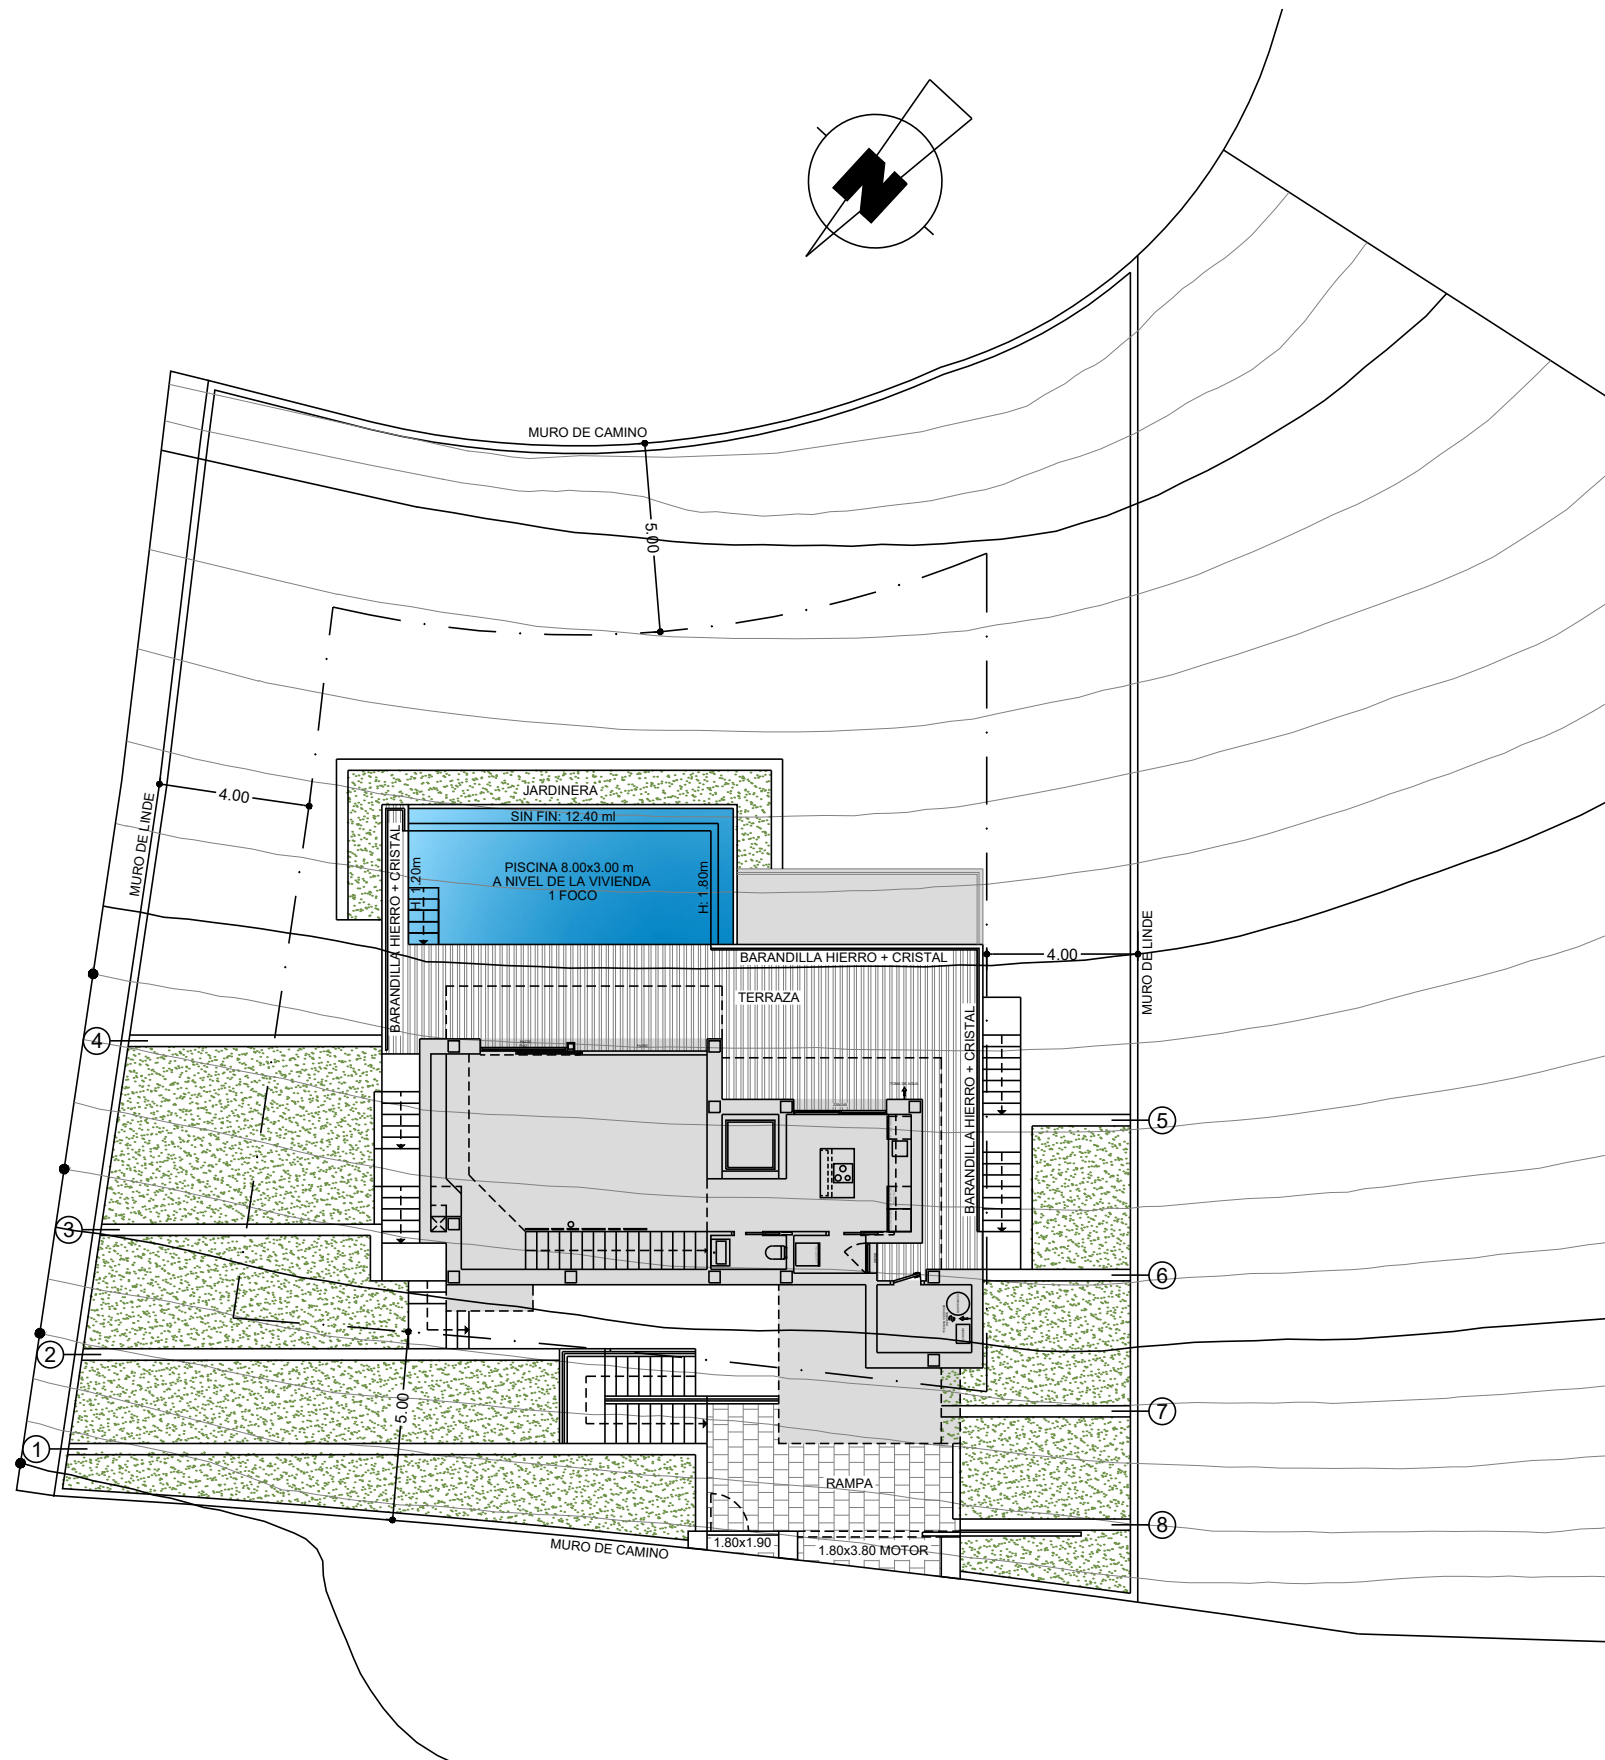 N
MURO DE CAMINO
5.00
4.00
MURO DE LINDE
JARDINERA
SIN FIN: 12.40 ml
PISCINA 8.00x3.00 m
A NIVEL DE LA VIVIENDA
1 FOCO
H: 1.20m
H: 1.80m
BARANDILLA HIERRO + CRISTAL
BARANDILLA HIERRO + CRISTAL
TERRAZA
4.00
MURO DE LINDE
BARANDILLA HIERRO + CRISTAL
4
5
3
6
2
5.00
7
1
RAMPA
8
1.80x1.90
1.80x3.80 MOTOR
MURO DE CAMINO